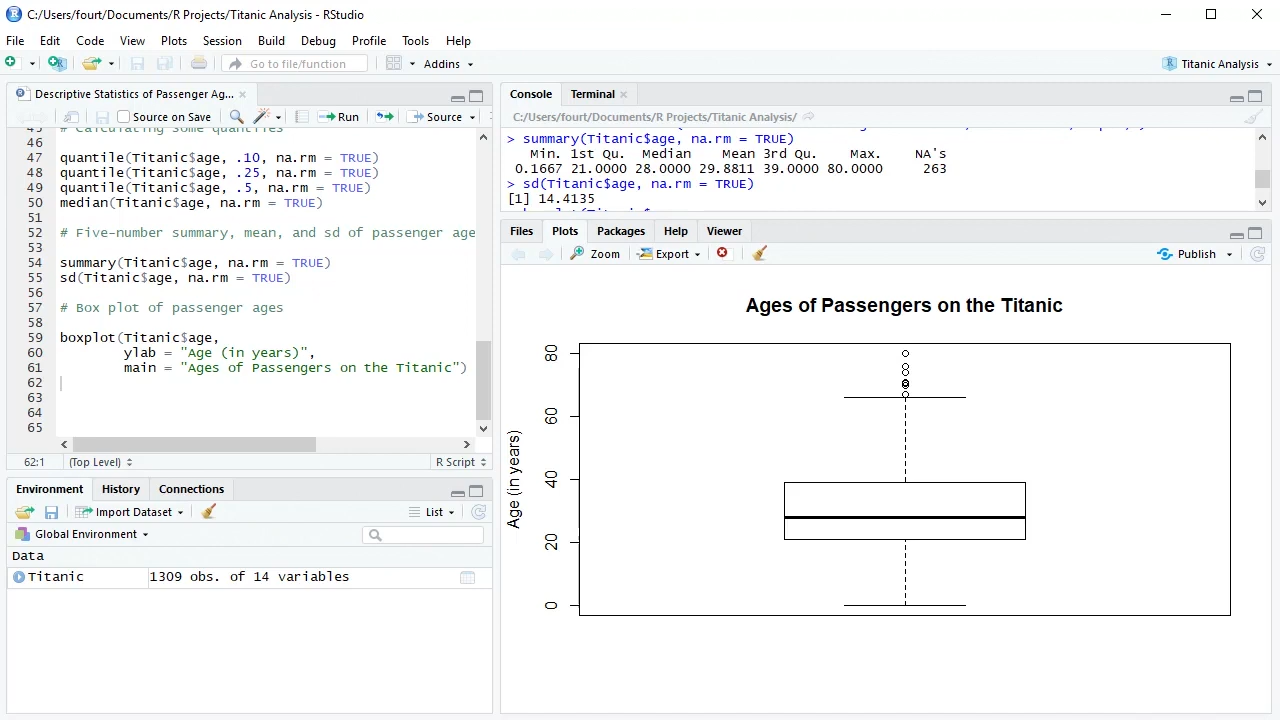 C:/Users/fourt/Documents/R Projects/Titanic Analysis - RStudio
File Edit Code View Plots Session Build Debug Profile Tools Help
Go to file/function Addins Titanic Analysis
Descriptive Statistics of Passenger Ag...
Source on Save Run Source
45 # Calculating some quantiles
46
47 quantile(Titanic$age, .10, na.rm = TRUE)
48 quantile(Titanic$age, .25, na.rm = TRUE)
49 quantile(Titanic$age, .5, na.rm = TRUE)
50 median(Titanic$age, na.rm = TRUE)
51
52 # Five-number summary, mean, and sd of passenger age
53
54 summary(Titanic$age, na.rm = TRUE)
55 sd(Titanic$age, na.rm = TRUE)
56
57 # Box plot of passenger ages
58
59 boxplot(Titanic$age,
60 ylab = "Age (in years)",
61 main = "Ages of Passengers on the Titanic")
62
63
64
65
62:1 (Top Level) R Script
Environment History Connections
Import Dataset List
Global Environment
Data
Titanic 1309 obs. of 14 variables
Console Terminal
C:/Users/fourt/Documents/R Projects/Titanic Analysis/
> summary(Titanic$age, na.rm = TRUE)
Min. 1st Qu. Median Mean 3rd Qu. Max. NA's
0.1667 21.0000 28.0000 29.8811 39.0000 80.0000 263
> sd(Titanic$age, na.rm = TRUE)
[1] 14.4135
Files Plots Packages Help Viewer
Zoom Export Publish
Ages of Passengers on the Titanic
Age (in years)
80
60
40
20
0